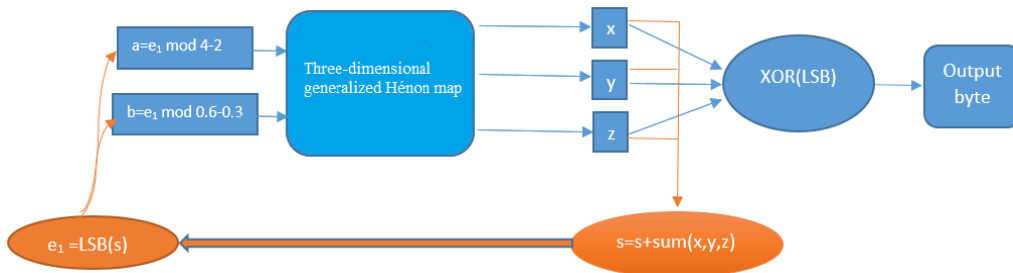 a=e₁ mod 4-2
b=e₁ mod 0.6-0.3
Three-dimensional
generalized Hénon map
x
y
z
XOR(LSB)
Output
byte
e₁ =LSB(s)
s=s+sum(x,y,z)